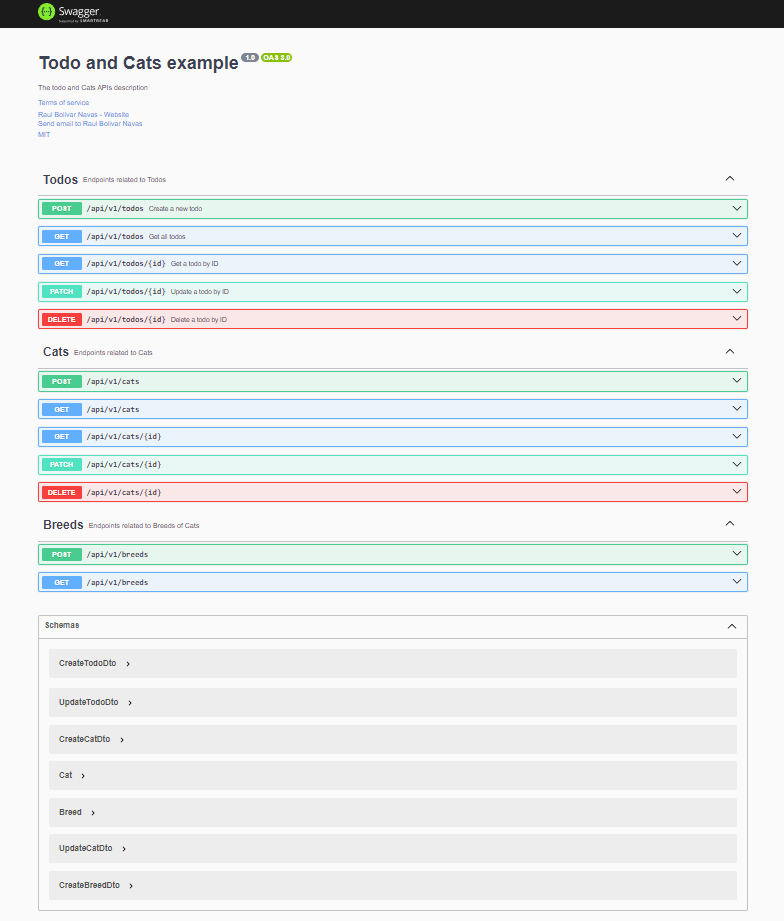 Swagger.
Supported by SMARTBEAR
Todo and Cats example 1.0 OAS 3.0
The todo and Cats APIs description
Terms of service
Raul Bolivar Navas - Website
Send email to Raul Bolivar Navas
MIT
Todos Endpoints related to Todos
POST /api/v1/todos Create a new todo
GET /api/v1/todos Get all todos
GET /api/v1/todos/{id} Get a todo by ID
PATCH /api/v1/todos/{id} Update a todo by ID
DELETE /api/v1/todos/{id} Delete a todo by ID
Cats Endpoints related to Cats
POST /api/v1/cats
GET /api/v1/cats
GET /api/v1/cats/{id}
PATCH /api/v1/cats/{id}
DELETE /api/v1/cats/{id}
Breeds Endpoints related to Breeds of Cats
POST /api/v1/breeds
GET /api/v1/breeds
Schemas
CreateTodoDto
UpdateTodoDto
CreateCatDto
Cat
Breed
UpdateCatDto
CreateBreedDto